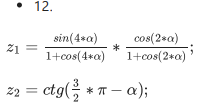 • 12.
z₁ = sin(4*α)/(1+cos(4*α)) * cos(2*α)/(1+cos(2*α));
z₂ = ctg(3/2 * π − α);